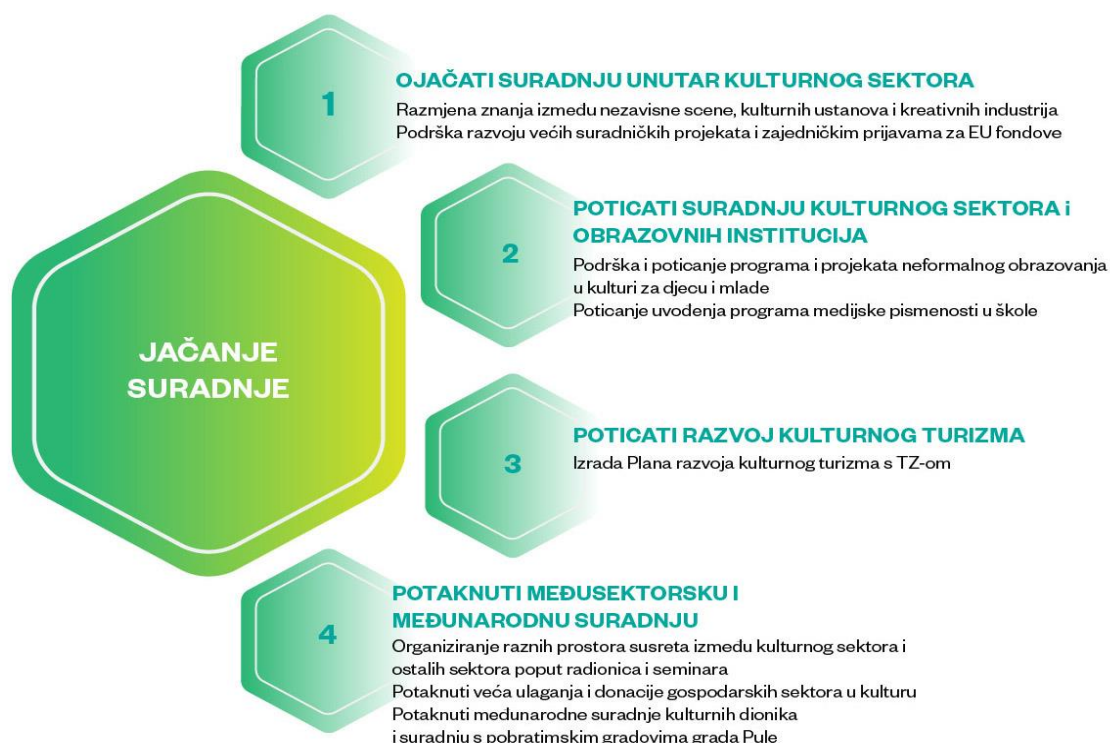 1
OJAČATI SURADNJU UNUTAR KULTURNOG SEKTORA
Razmjena znanja između nezavisne scene, kulturnih ustanova i kreativnih industrija
Podrška razvoju većih suradničkih projekata i zajedničkim prijavama za EU fondove
2
POTICATI SURADNJU KULTURNOG SEKTORA i
OBRAZOVNIH INSTITUCIJA
Podrška i poticanje programa i projekata neformalnog obrazovanja
u kulturi za djecu i mlade
Poticanje uvođenja programa medijske pismenosti u škole
JAČANJE
SURADNJE
3
POTICATI RAZVOJ KULTURNOG TURIZMA
Izrada Plana razvoja kulturnog turizma s TZ-om
4
POTAKNUTI MEĐUSEKTORSKU I
MEĐUNARODNU SURADNJU
Organiziranje raznih prostora susreta između kulturnog sektora i
ostalih sektora poput radionica i seminara
Potaknuti veća ulaganja i donacije gospodarskih sektora u kulturu
Potaknuti međunarodne suradnje kulturnih dionika
i suradnju s pobratimskim gradovima grada Pule